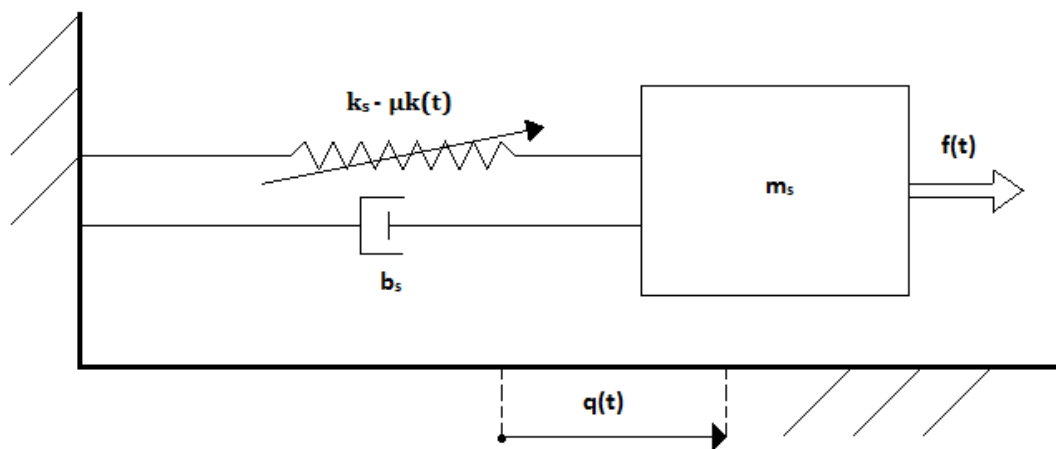 kₛ - μk(t)
f(t)
mₛ
bₛ
q(t)